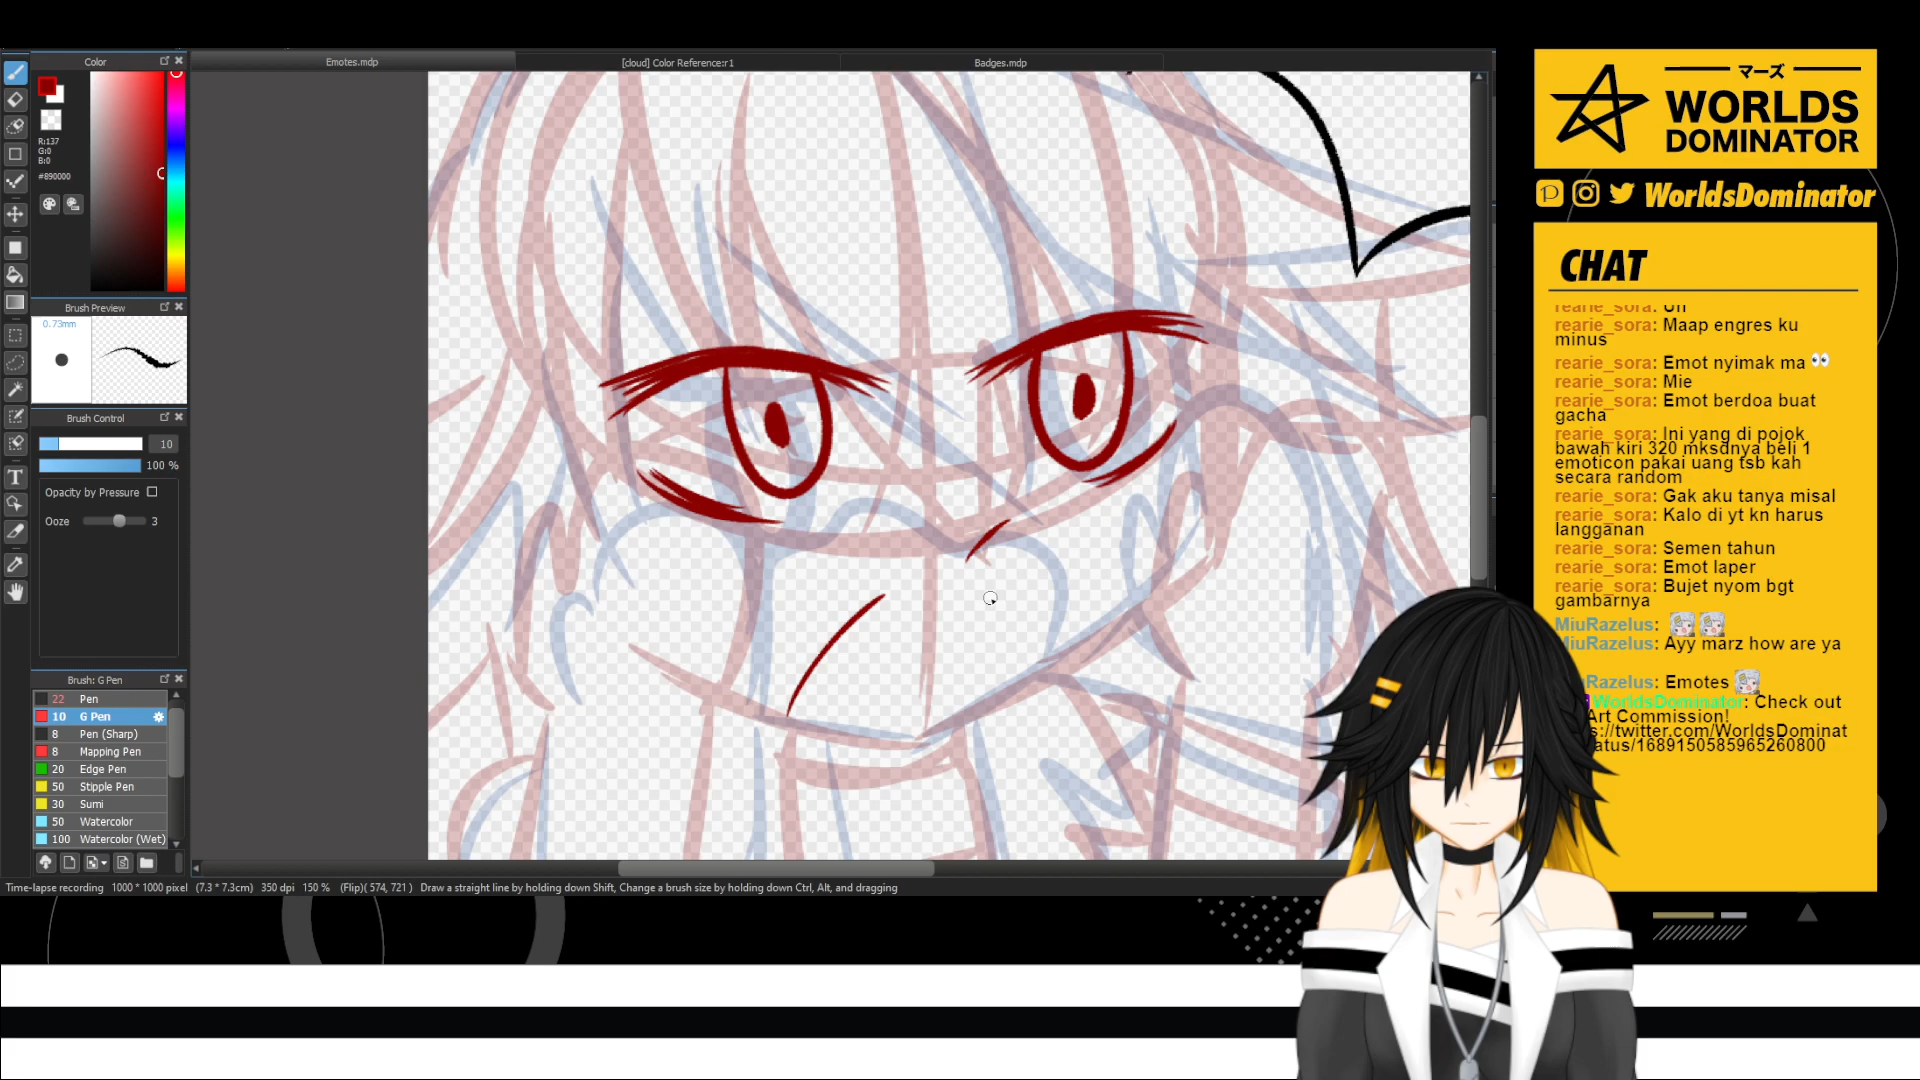 Color
R:137
G:0
B:0
#890000
Brush Preview
0.73mm
Brush Control
10
100 %
Opacity by Pressure
Ooze 3
T
Brush: G Pen
22 Pen
10 G Pen
8 Pen (Sharp)
8 Mapping Pen
20 Edge Pen
50 Stipple Pen
30 Sumi
50 Watercolor
100 Watercolor (Wet)
Emotes.mdp
[cloud] Color Reference:r1
Badges.mdp
Time-lapse recording 1000 * 1000 pixel (7.3 * 7.3cm) 350 dpi 150 % (Flip)( 574, 721 ) Draw a straight line by holding down Shift, Change a brush size by holding down Ctrl, Alt, and dragging
マーズ
WORLDS
DOMINATOR
WorldsDominator
CHAT
rearie_sora: Maap engres ku
minus
rearie_sora: Emot nyimak ma 👀
rearie_sora: Mie
rearie_sora: Emot berdoa buat
gacha
rearie_sora: Ini yang di pojok
bawah kiri 320 mksdnya beli 1
emoticon pakai uang tsb kah
secara random
rearie_sora: Gak aku tanya misal
rearie_sora: Kalo di yt kn harus
langganan
rearie_sora: Semen tahun
rearie_sora: Emot laper
rearie_sora: Bujet nyom bgt
gambarnya
MiuRazelus:
MiuRazelus: Ayy marz how are ya
Razelus: Emotes
WorldsDominator: Check out
Art Commission!
s://twitter.com/WorldsDominat
atus/1689150585965260800